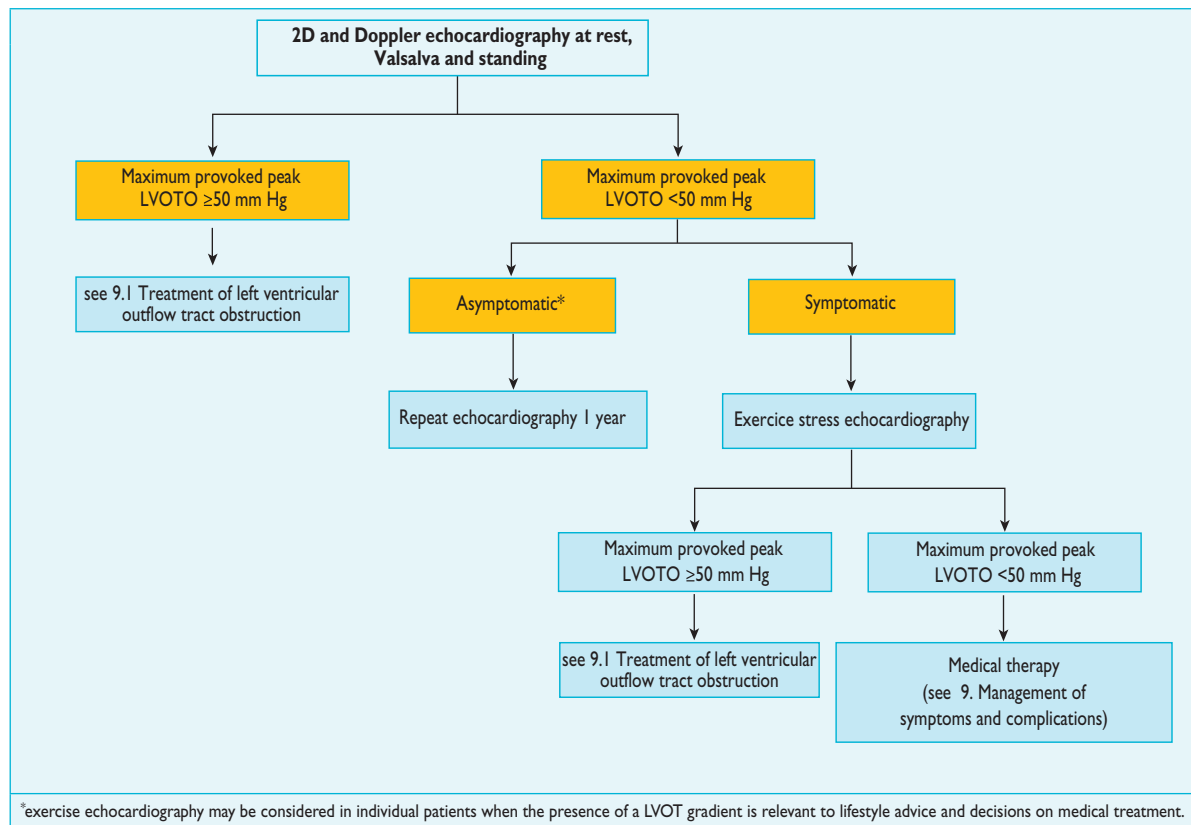 2D and Doppler echocardiography at rest,
Valsalva and standing
Maximum provoked peak
LVOTO ≥50 mm Hg
Maximum provoked peak
LVOTO <50 mm Hg
see 9.1 Treatment of left ventricular
outflow tract obstruction
Asymptomatic*
Symptomatic
Repeat echocardiography 1 year
Exercice stress echocardiography
Maximum provoked peak
LVOTO ≥50 mm Hg
Maximum provoked peak
LVOTO <50 mm Hg
see 9.1 Treatment of left ventricular
outflow tract obstruction
Medical therapy
(see 9. Management of
symptoms and complications)
*exercise echocardiography may be considered in individual patients when the presence of a LVOT gradient is relevant to lifestyle advice and decisions on medical treatment.